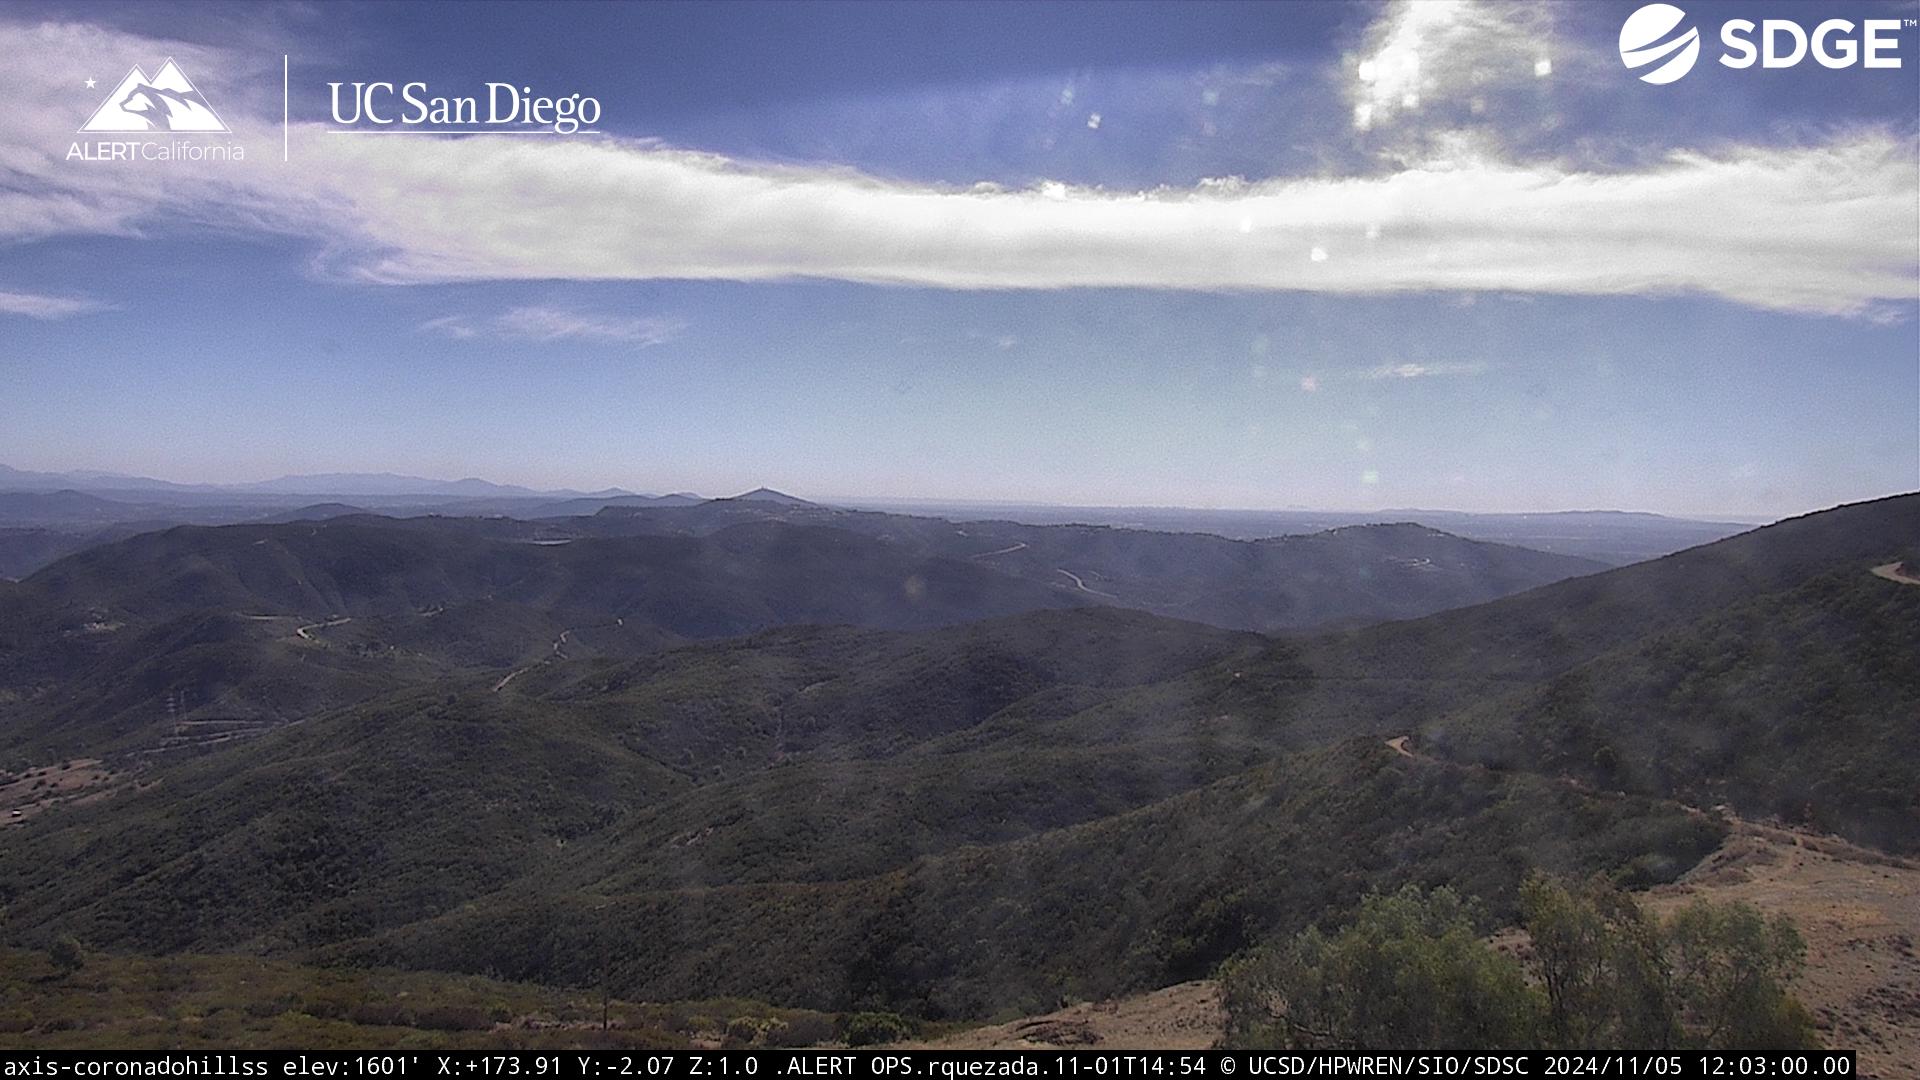 ALERTCalifornia
UC San Diego
SDGE™
axis-coronadohillss elev:1601' X:+173.91 Y:-2.07 Z:1.0 .ALERT OPS.rquezada.11-01T14:54 © UCSD/HPWREN/SIO/SDSC 2024/11/05 12:03:00.00